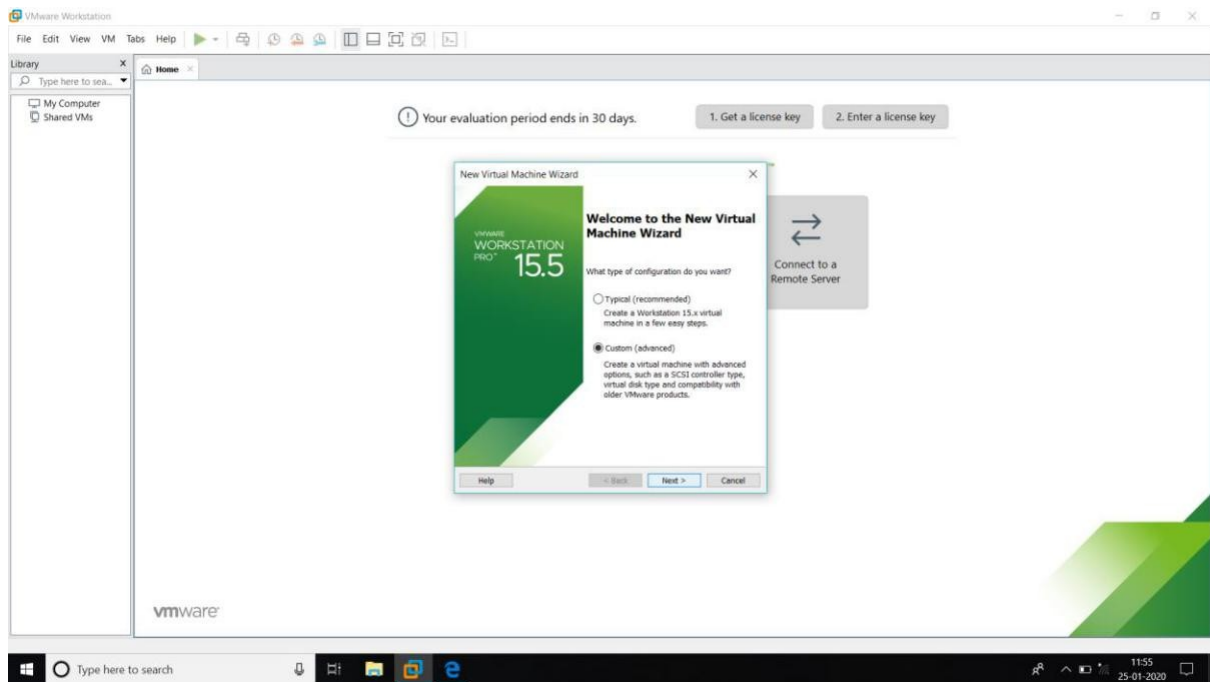 VMware Workstation
File Edit View VM Tabs Help
Library X
Home ×
Type here to sea...
My Computer
Shared VMs
Your evaluation period ends in 30 days.
1. Get a license key
2. Enter a license key
New Virtual Machine Wizard
VMWARE
WORKSTATION
PRO™ 15.5
Welcome to the New Virtual
Machine Wizard
What type of configuration do you want?
Typical (recommended)
Create a Workstation 15.x virtual
machine in a few easy steps.
Custom (advanced)
Create a virtual machine with advanced
options, such as a SCSI controller type,
virtual disk type and compatibility with
older VMware products.
Help
< Back
Next >
Cancel
Connect to a
Remote Server
vmware
Type here to search
11:55
25-01-2020